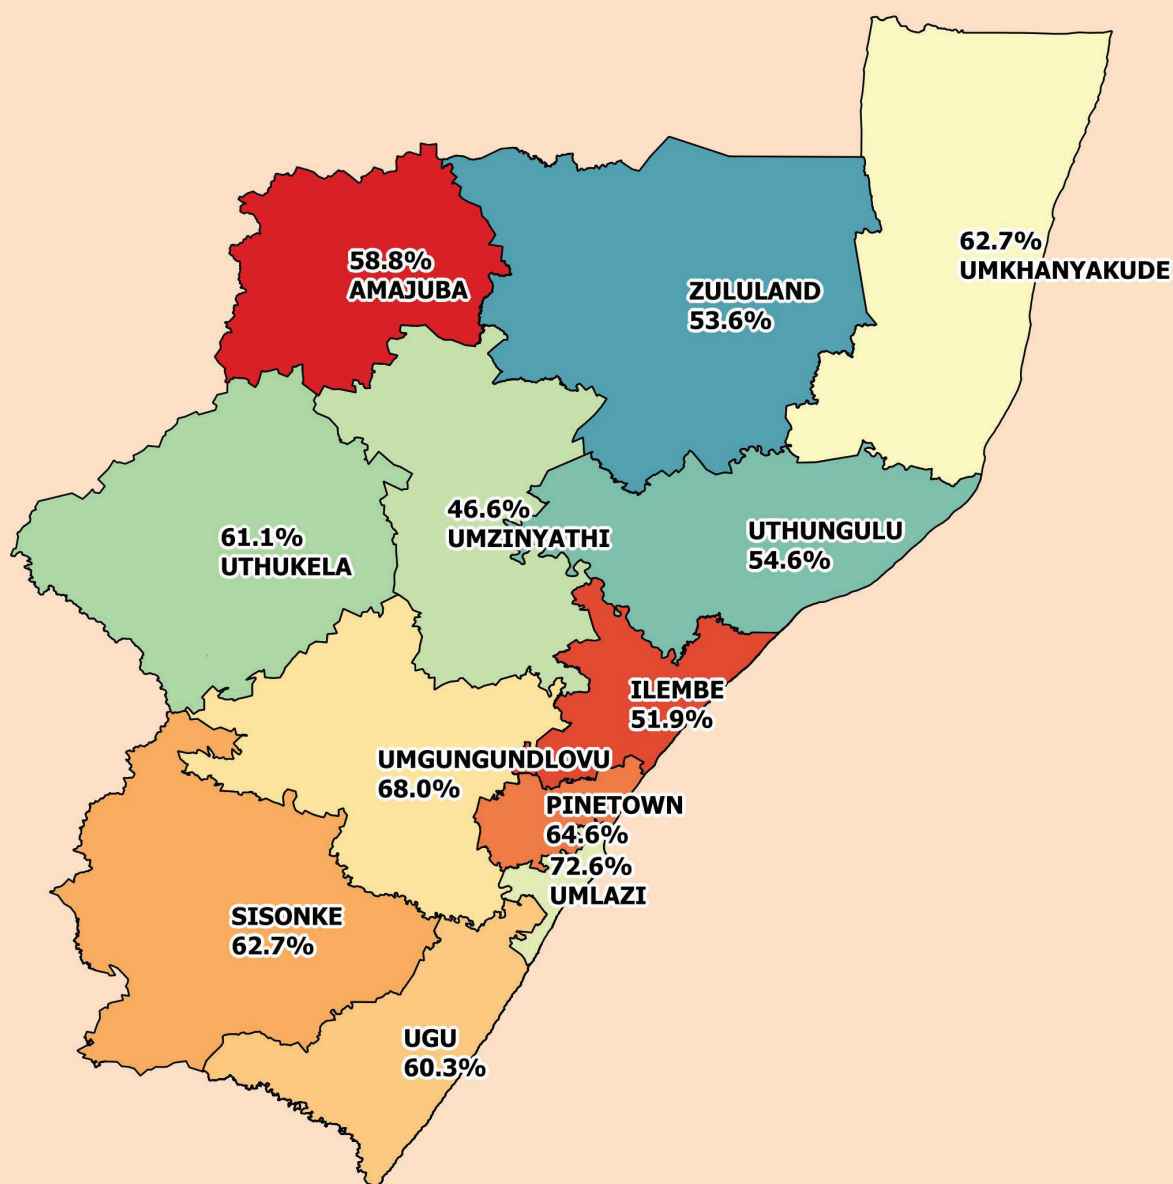 62.7%
UMKHANYAKUDE
58.8%
AMAJUBA
ZULULAND
53.6%
46.6%
UMZINYATHI
UTHUNGULU
54.6%
61.1%
UTHUKELA
ILEMBE
51.9%
UMGUNGUNDLOVU
68.0%
PINETOWN
64.6%
72.6%
UMLAZI
SISONKE
62.7%
UGU
60.3%